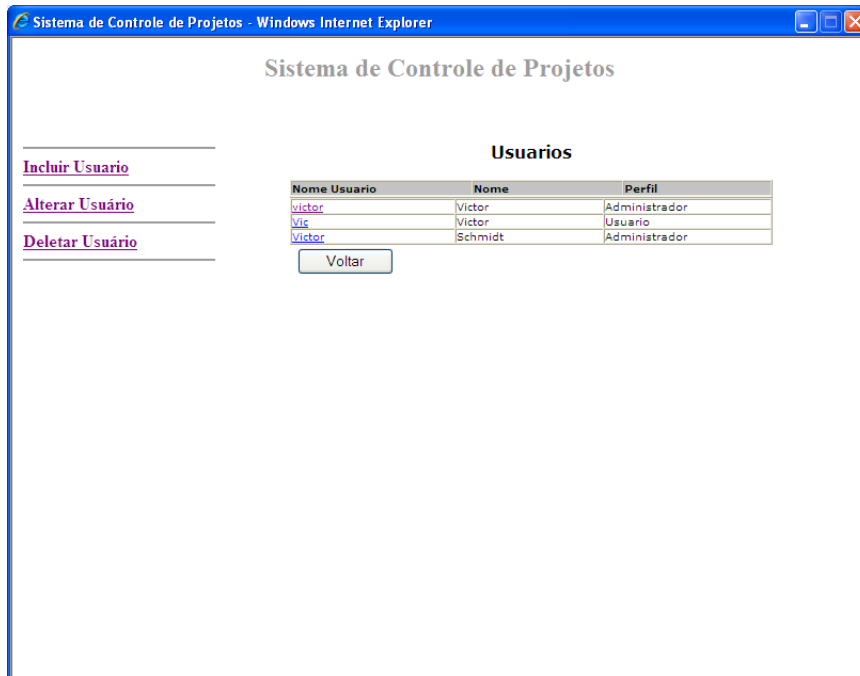 Sistema de Controle de Projetos - Windows Internet Explorer
Sistema de Controle de Projetos
Incluir Usuario
Alterar Usuário
Deletar Usuário
Usuarios
Nome Usuario Nome Perfil
victor Victor Administrador
Vic Victor Usuario
Victor Schmidt Administrador
Voltar